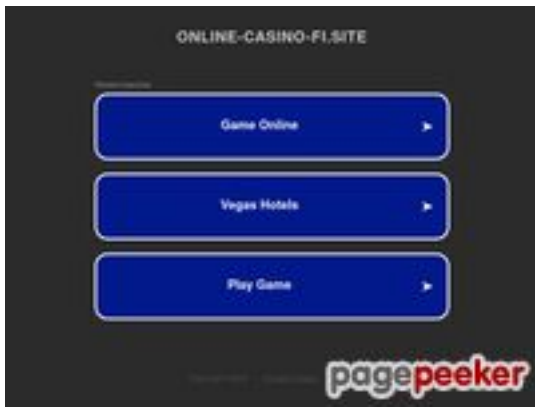 ONLINE-CASINO-FI.SITE
Game Online
Vegas Hotels
Play Game
pagepeeker